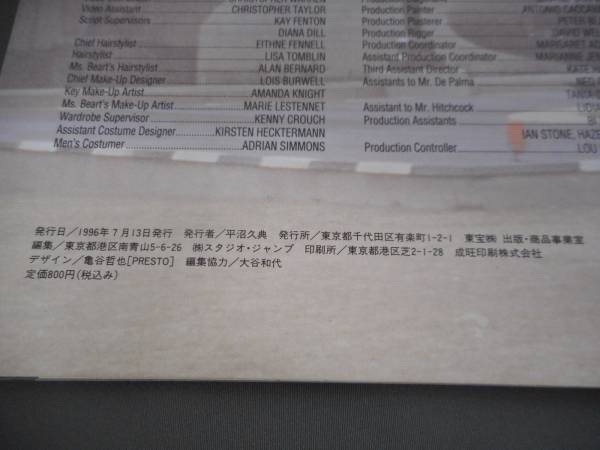 CHRISTOPHER WARREN
Video Assistant CHRISTOPHER TAYLOR
Script Supervisors KAY FENTON
DIANA DILL
Chief Hairstylist EITHNE FENNELL
Hairstylist LISA TOMBLIN
Ms. Beart's Hairstylist ALAN BERNARD
Chief Make-Up Designer LOIS BURWELL
Key Make-Up Artist AMANDA KNIGHT
Ms. Beart's Make-Up Artist MARIE LESTENNET
Wardrobe Supervisor KENNY CROUCH
Assistant Costume Designer KIRSTEN HECKTERMANN
Men's Costumer ADRIAN SIMMONS
Production Painter ANTONIO
Production Plasterer PETER
Production Rigger DAVID
Production Coordinator MARGARET
Assistant Production Coordinator MARIANNE
Third Assistant Director KATE
Assistants to Mr. De Palma
Assistant to Mr. Hitchcock
Production Assistants
IAN STONE,
Production Controller LOU
発行日／1996年7月13日発行 発行者／平沼久典 発行所／東京都千代田区有楽町1-2-1 東宝㈱ 出版・商品事業室
編集／東京都港区南青山5-6-26 ㈱スタジオ・ジャンプ 印刷所／東京都港区芝2-1-28 成旺印刷株式会社
デザイン／亀谷哲也[PRESTO] 編集協力／大谷和代
定価800円(税込み)